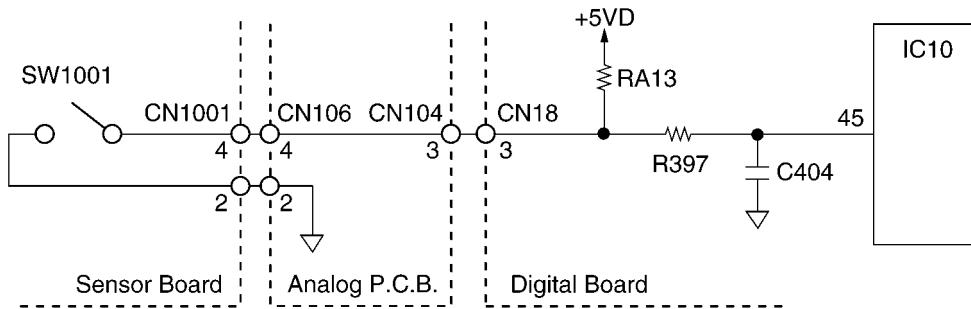 +5VD
IC10
SW1001
RA13
CN1001
CN106
CN104
CN18
45
4
4
3
3
R397
C404
2
2
Sensor Board
Analog P.C.B.
Digital Board